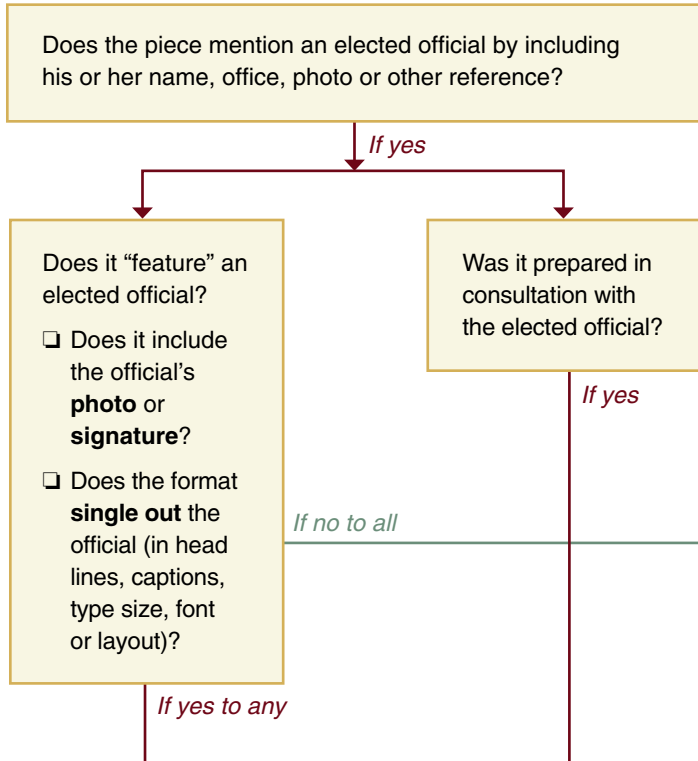 Does the piece mention an elected official by including
his or her name, office, photo or other reference?
If yes
Does it “feature” an
elected official?
❏ Does it include
the official’s
photo or
signature?
❏ Does the format
single out the
official (in head
lines, captions,
type size, font
or layout)?
Was it prepared in
consultation with
the elected official?
If yes
If no to all
If yes to any